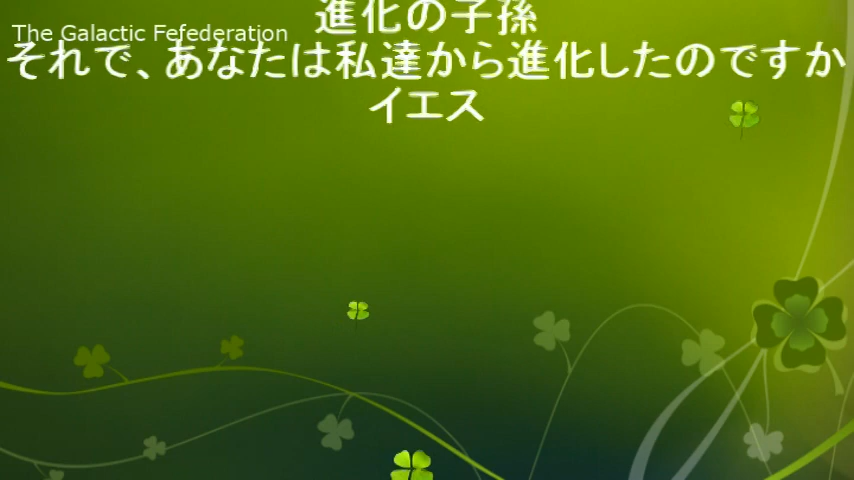 進化の子孫
The Galactic Fefederation
それで、あなたは私達から進化したのですか
イエス